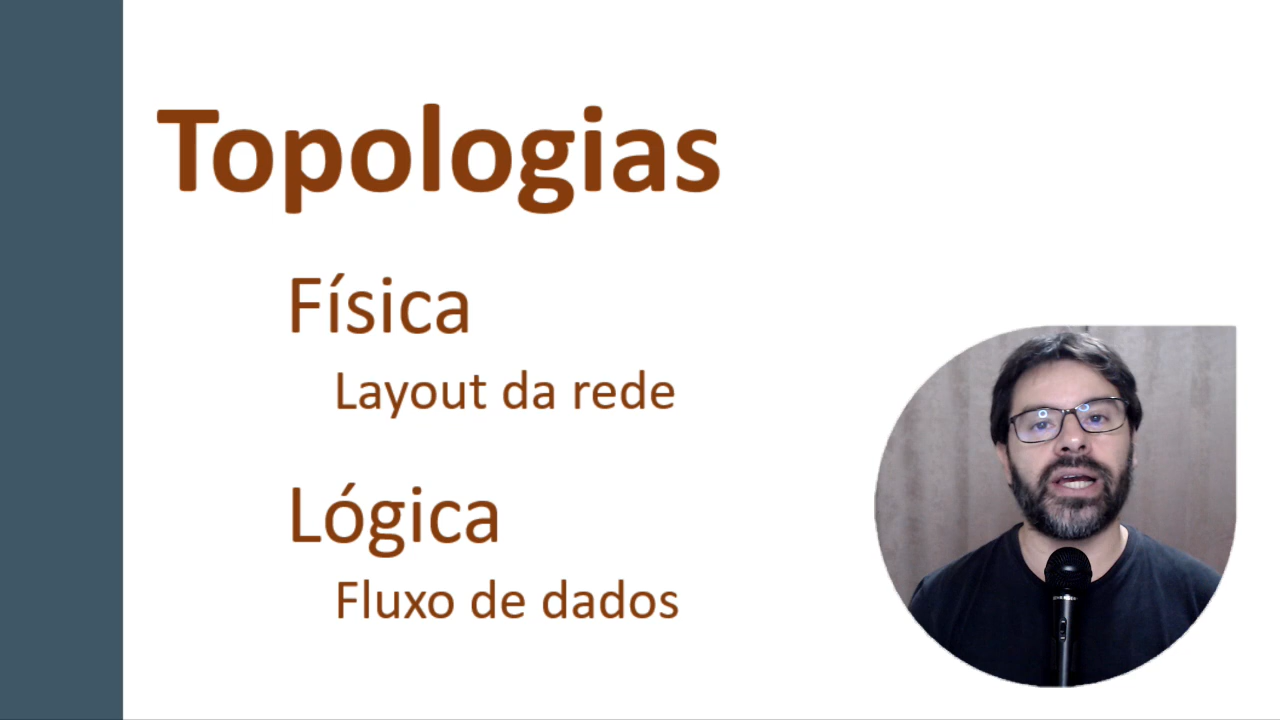 Topologias
Física
Layout da rede
Lógica
Fluxo de dados